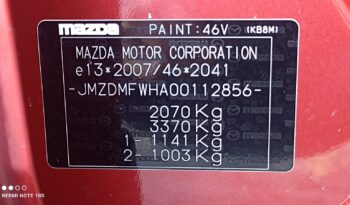 mazda PAINT:46V (KB8M)
MAZDA MOTOR CORPORATION
e13*2007/46*2041
-JMZDMFWHA00112856-
2070 Kg
3370 Kg
1- 1141 Kg
2- 1003 Kg
REDMI NOTE 10S